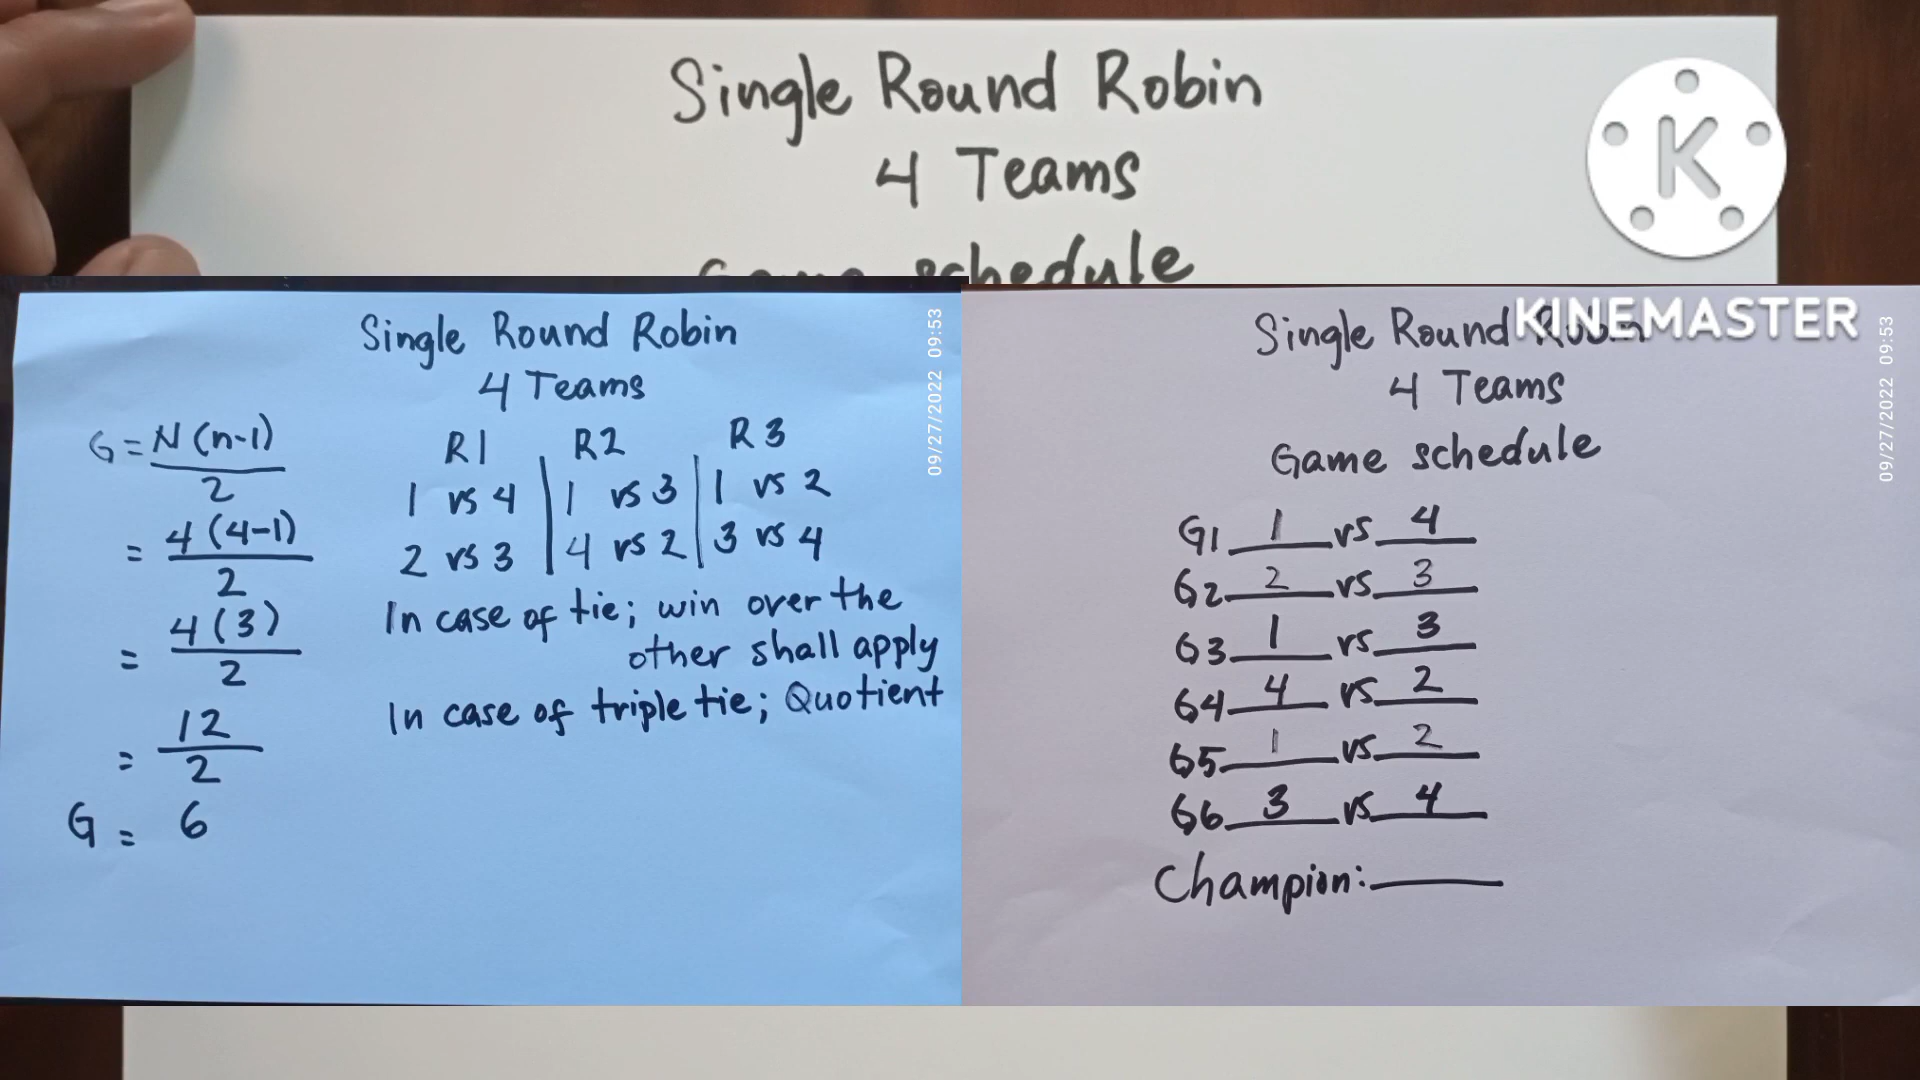 Single Round Robin
4 Teams
Game schedule
K
Single Round Robin
4 Teams
G = N (n-1)
2
= 4 (4-1)
2
= 4 (3)
2
= 12
2
G = 6
R1 R2 R3
1 vs 4 1 vs 3 1 vs 2
2 vs 3 4 vs 2 3 vs 4
In case of tie; win over the
other shall apply
In case of triple tie; Quotient
09/27/2022 09:53
KINEMASTER
Single Round Robin
4 Teams
Game schedule
G1 1 vs 4
G2 2 vs 3
G3 1 vs 3
G4 4 vs 2
G5 1 vs 2
G6 3 vs 4
Champion:
09/27/2022 09:53